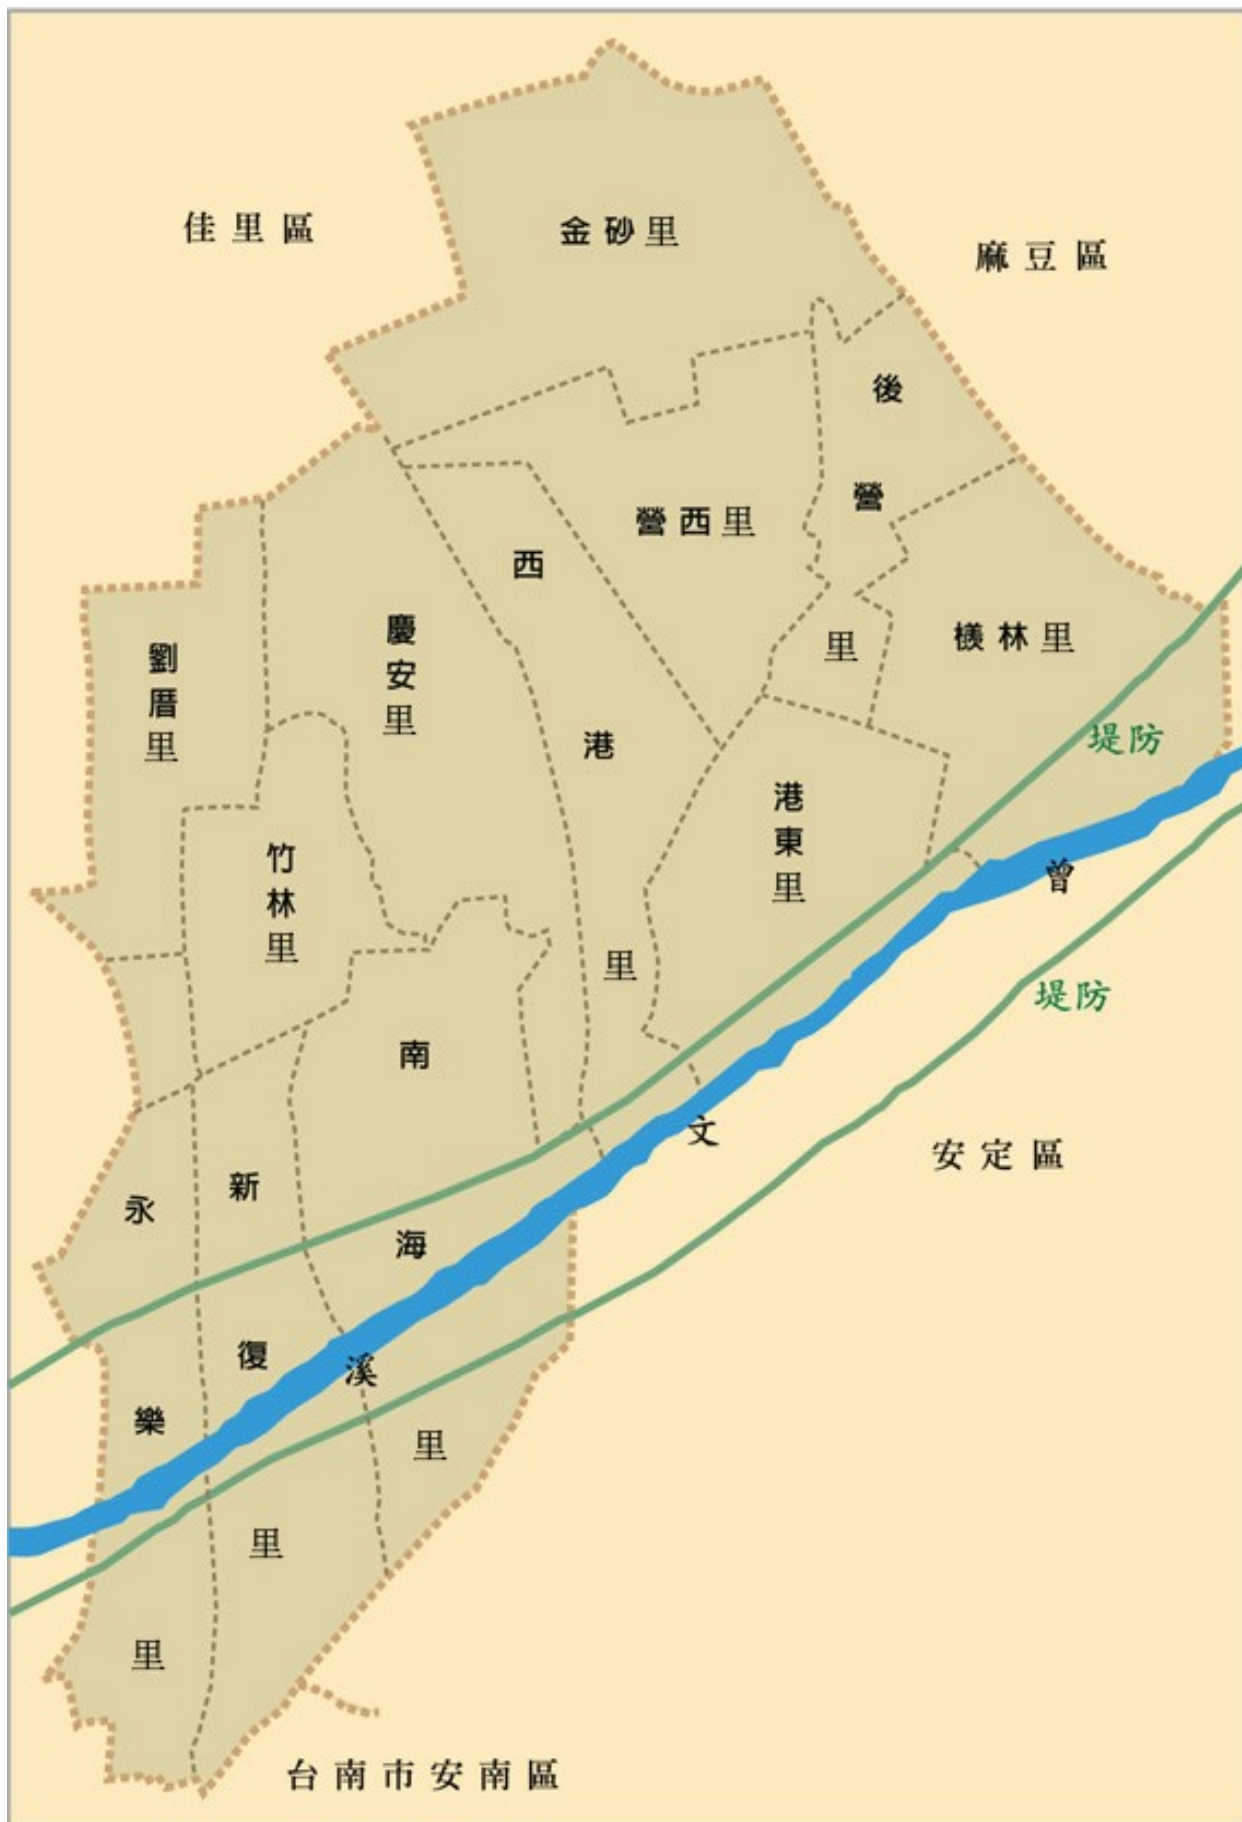 金砂里
佳里區
麻豆區
後營里
營西里
西港里
慶安里
檨林里
劉厝里
堤防
港東里
竹林里
曾文溪
堤防
南海里
安定區
新復里
永樂里
台南市安南區